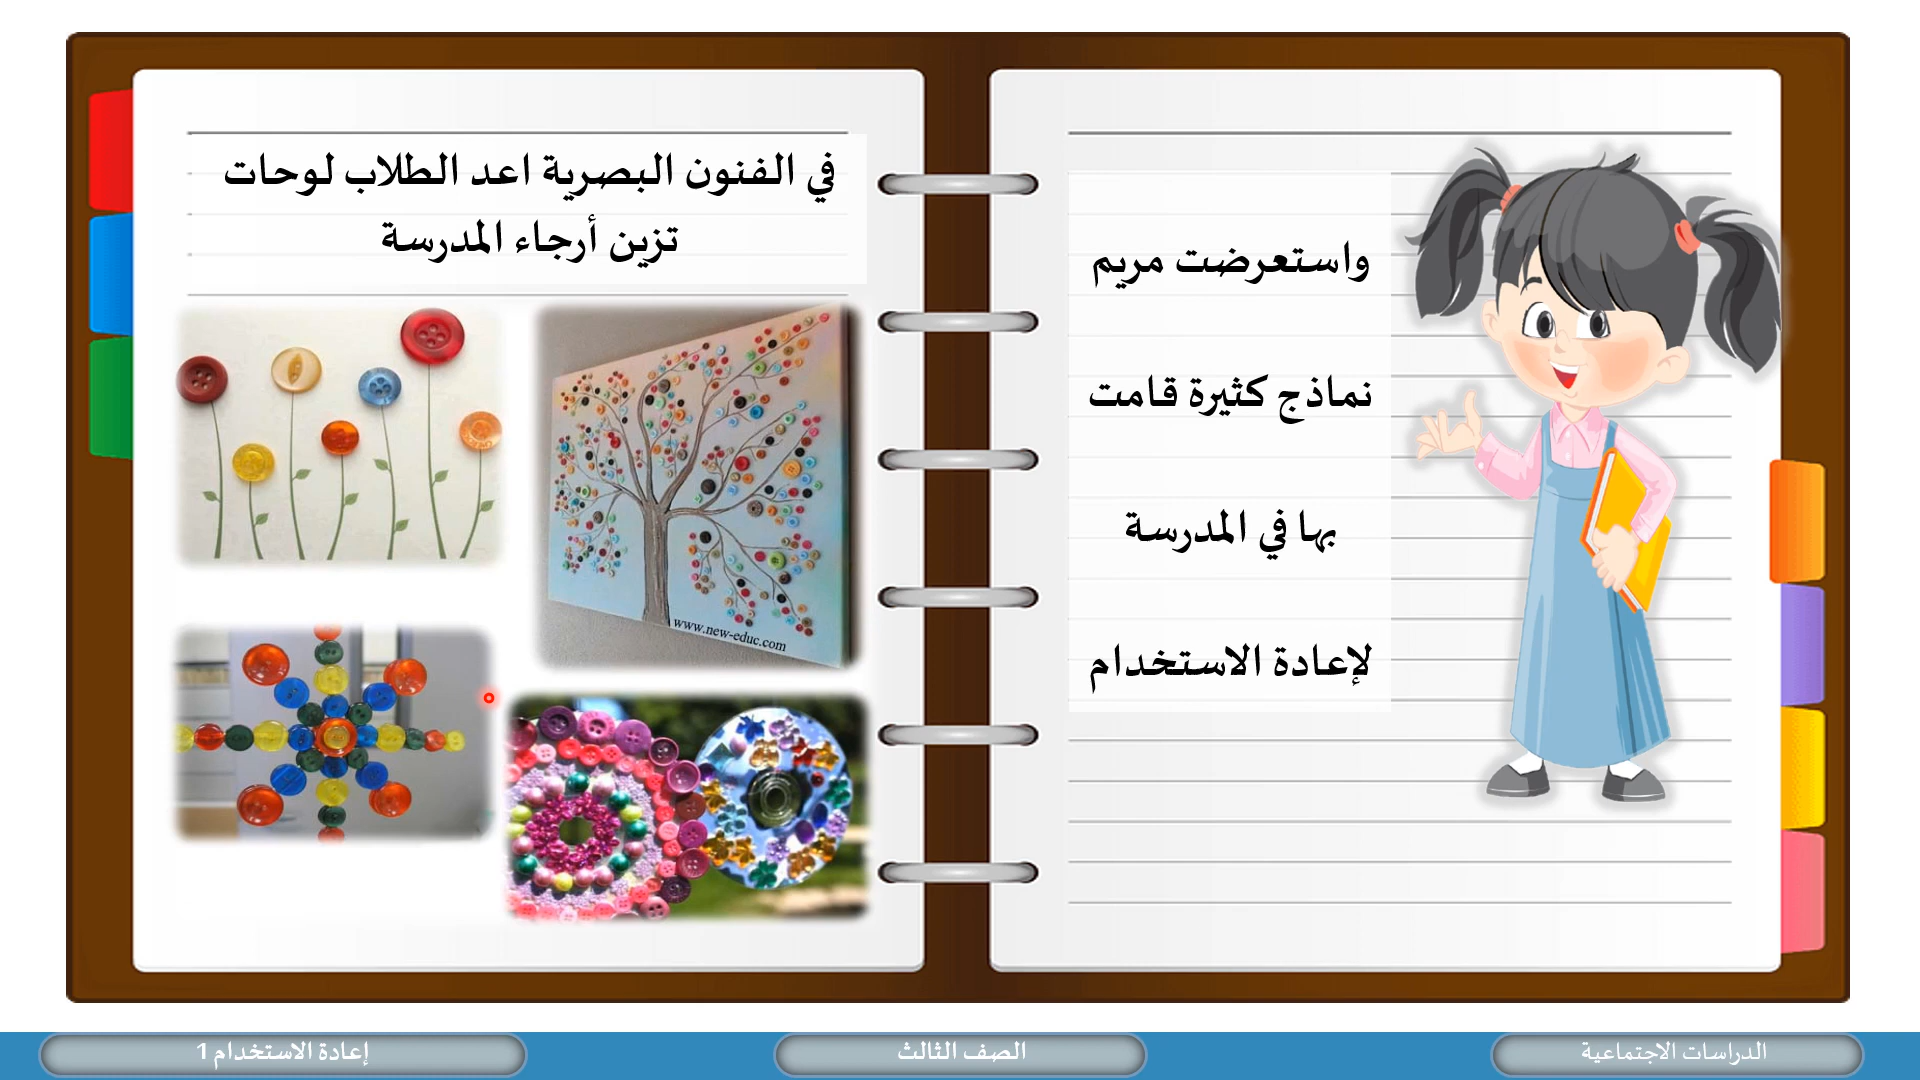 واستعرضت مريم
نماذج كثيرة قامت
بها في المدرسة
لإعادة الاستخدام
في الفنون البصرية اعد الطلاب لوحات
تزين أرجاء المدرسة
www.new-educ.com
الدراسات الاجتماعية
الصف الثالث
إعادة الاستخدام 1